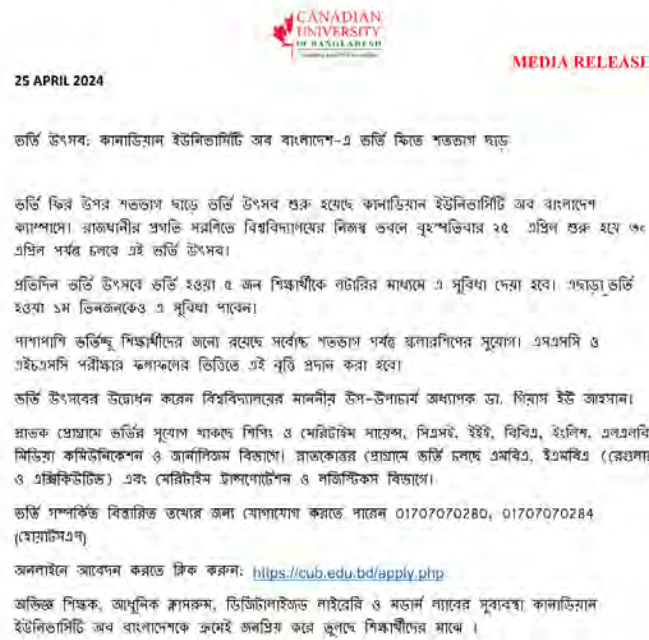 CANADIAN
UNIVERSITY
OF BANGLADESH
MEDIA RELEASE
25 APRIL 2024
ভর্তি উৎসব: কানাডিয়ান ইউনিভার্সিটি অব বাংলাদেশ-এ ভর্তি ফিতে শতভাগ ছাড়
ভর্তি ফির উপর শতভাগ ছাড়ে ভর্তি উৎসব শুরু হয়েছে কানাডিয়ান ইউনিভার্সিটি অব বাংলাদেশ
ক্যাম্পাসে। রাজধানীর প্রগতি সরণিতে বিশ্ববিদ্যালয়ের নিজস্ব ভবনে বৃহস্পতিবার ২৫ এপ্রিল শুরু হয়ে ৩০
এপ্রিল পর্যন্ত চলবে এই ভর্তি উৎসব।
প্রতিদিন ভর্তি উৎসবে ভর্তি হওয়া ৫ জন শিক্ষার্থীকে লটারির মাধ্যমে এ সুবিধা দেয়া হবে। এছাড়া ভর্তি
হওয়া ১ম তিনজনকেও এ সুবিধা পাবেন।
পাশাপাশি ভর্তিচ্ছু শিক্ষার্থীদের জন্যে রয়েছে সর্বোচ্চ শতভাগ পর্যন্ত স্কলারশিপের সুযোগ। এসএসসি ও
এইচএসসি পরীক্ষার ফলাফলের ভিত্তিতে এই বৃত্তি প্রদান করা হবে।
ভর্তি উৎসবের উদ্বোধন করেন বিশ্ববিদ্যালয়ের মাননীয় উপ-উপাচার্য অধ্যাপক ডা. গিয়াস ইউ আহসান।
স্নাতক প্রোগ্রামে ভর্তির সুযোগ থাকছে শিপিং ও মেরিটাইম সায়েন্স, সিএসই, ইইই, বিবিএ, ইংলিশ, এলএলবি
মিডিয়া কমিউনিকেশন ও জার্নালিজম বিভাগে। স্নাতকোত্তর প্রোগ্রামে ভর্তি চলছে এমবিএ, ইএমবিএ ((রেগুলার
ও এক্সিকিউটিভ) এবং মেরিটাইম ট্রান্সপোর্টেশন ও লজিস্টিকস বিভাগে।
ভর্তি সম্পর্কিত বিস্তারিত তথ্যের জন্য যোগাযোগ করতে পারেন 01707070280, 01707070284
(হোয়াটসএপ)
অনলাইনে আবেদন করতে ক্লিক করুন: https://cub.edu.bd/apply.php
অভিজ্ঞ শিক্ষক, আধুনিক ক্লাসরুম, ডিজিটালাইজড লাইব্রেরি ও মডার্ন ল্যাবের সুব্যবস্থা কানাডিয়ান
ইউনিভার্সিটি অব বাংলাদেশকে ক্রমেই জনপ্রিয় করে তুলছে শিক্ষার্থীদের মাঝে ।